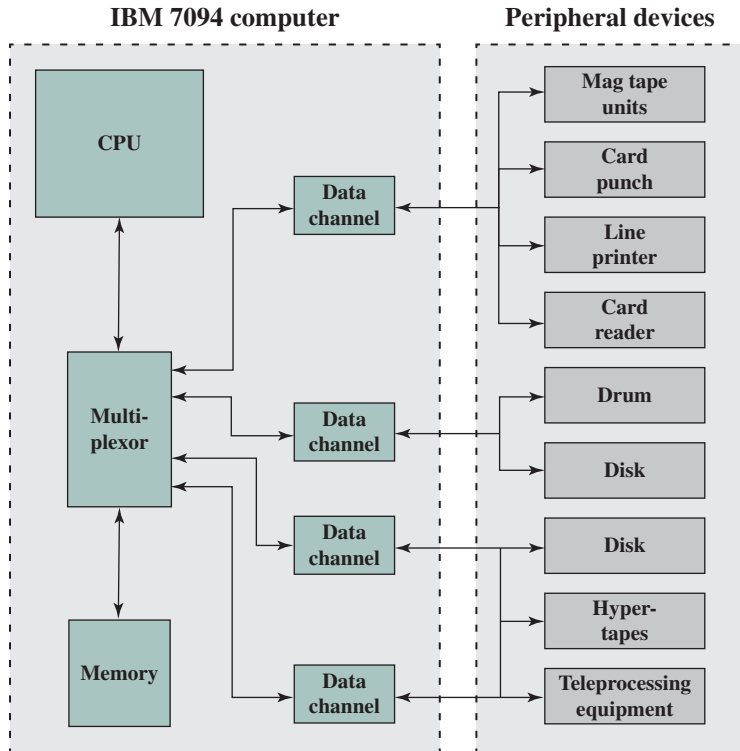 IBM 7094 computer
Peripheral devices
CPU
Multi-
plexor
Memory
Data
channel
Data
channel
Data
channel
Data
channel
Mag tape
units
Card
punch
Line
printer
Card
reader
Drum
Disk
Disk
Hyper-
tapes
Teleprocessing
equipment